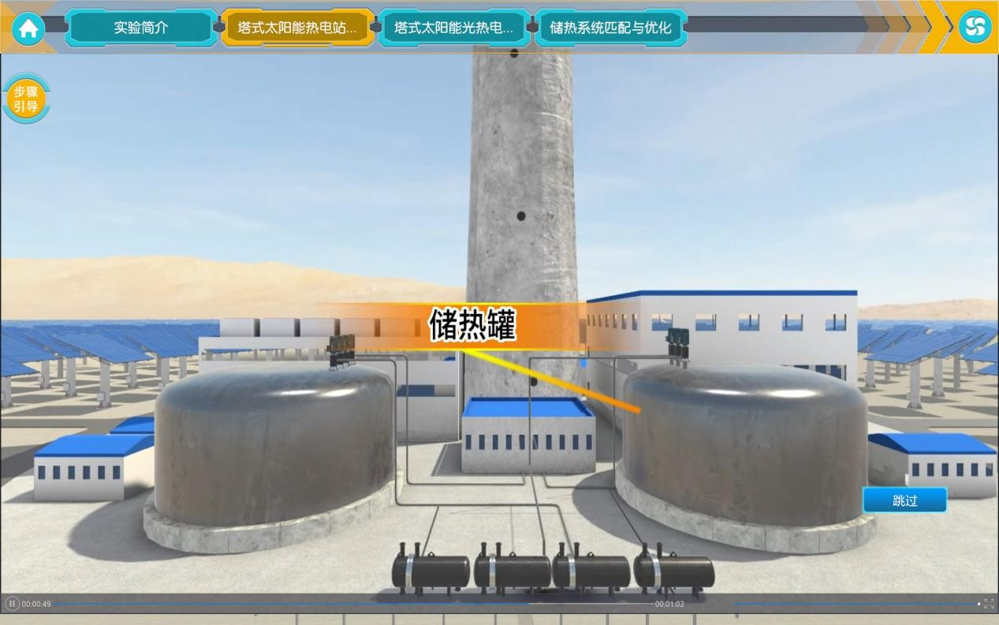 实验简介
塔式太阳能热电站...
塔式太阳能光热电...
储热系统匹配与优化
步骤
引导
储热罐
跳过
00:00:49
00:01:02